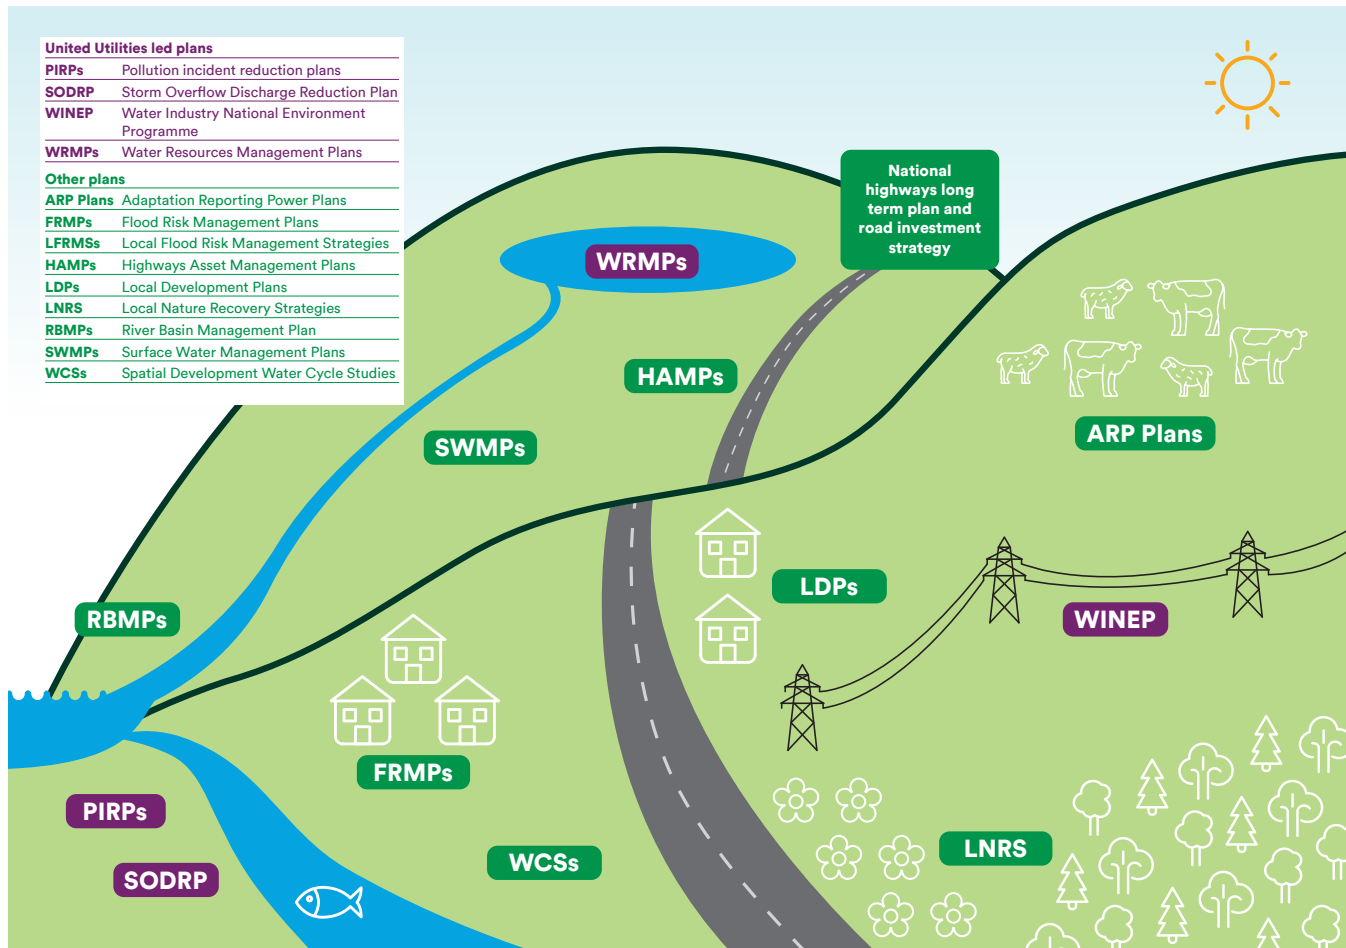 United Utilities led plans
PIRPs Pollution incident reduction plans
SODRP Storm Overflow Discharge Reduction Plan
WINEP Water Industry National Environment
Programme
WRMPs Water Resources Management Plans
Other plans
ARP Plans Adaptation Reporting Power Plans
FRMPs Flood Risk Management Plans
LFRMSs Local Flood Risk Management Strategies
HAMPs Highways Asset Management Plans
LDPs Local Development Plans
LNRS Local Nature Recovery Strategies
RBMPs River Basin Management Plan
SWMPs Surface Water Management Plans
WCSs Spatial Development Water Cycle Studies
National
highways long
term plan and
road investment
strategy
WRMPs
HAMPs
SWMPs
ARP Plans
LDPs
RBMPs
WINEP
FRMPs
PIRPs
LNRS
WCSs
SODRP